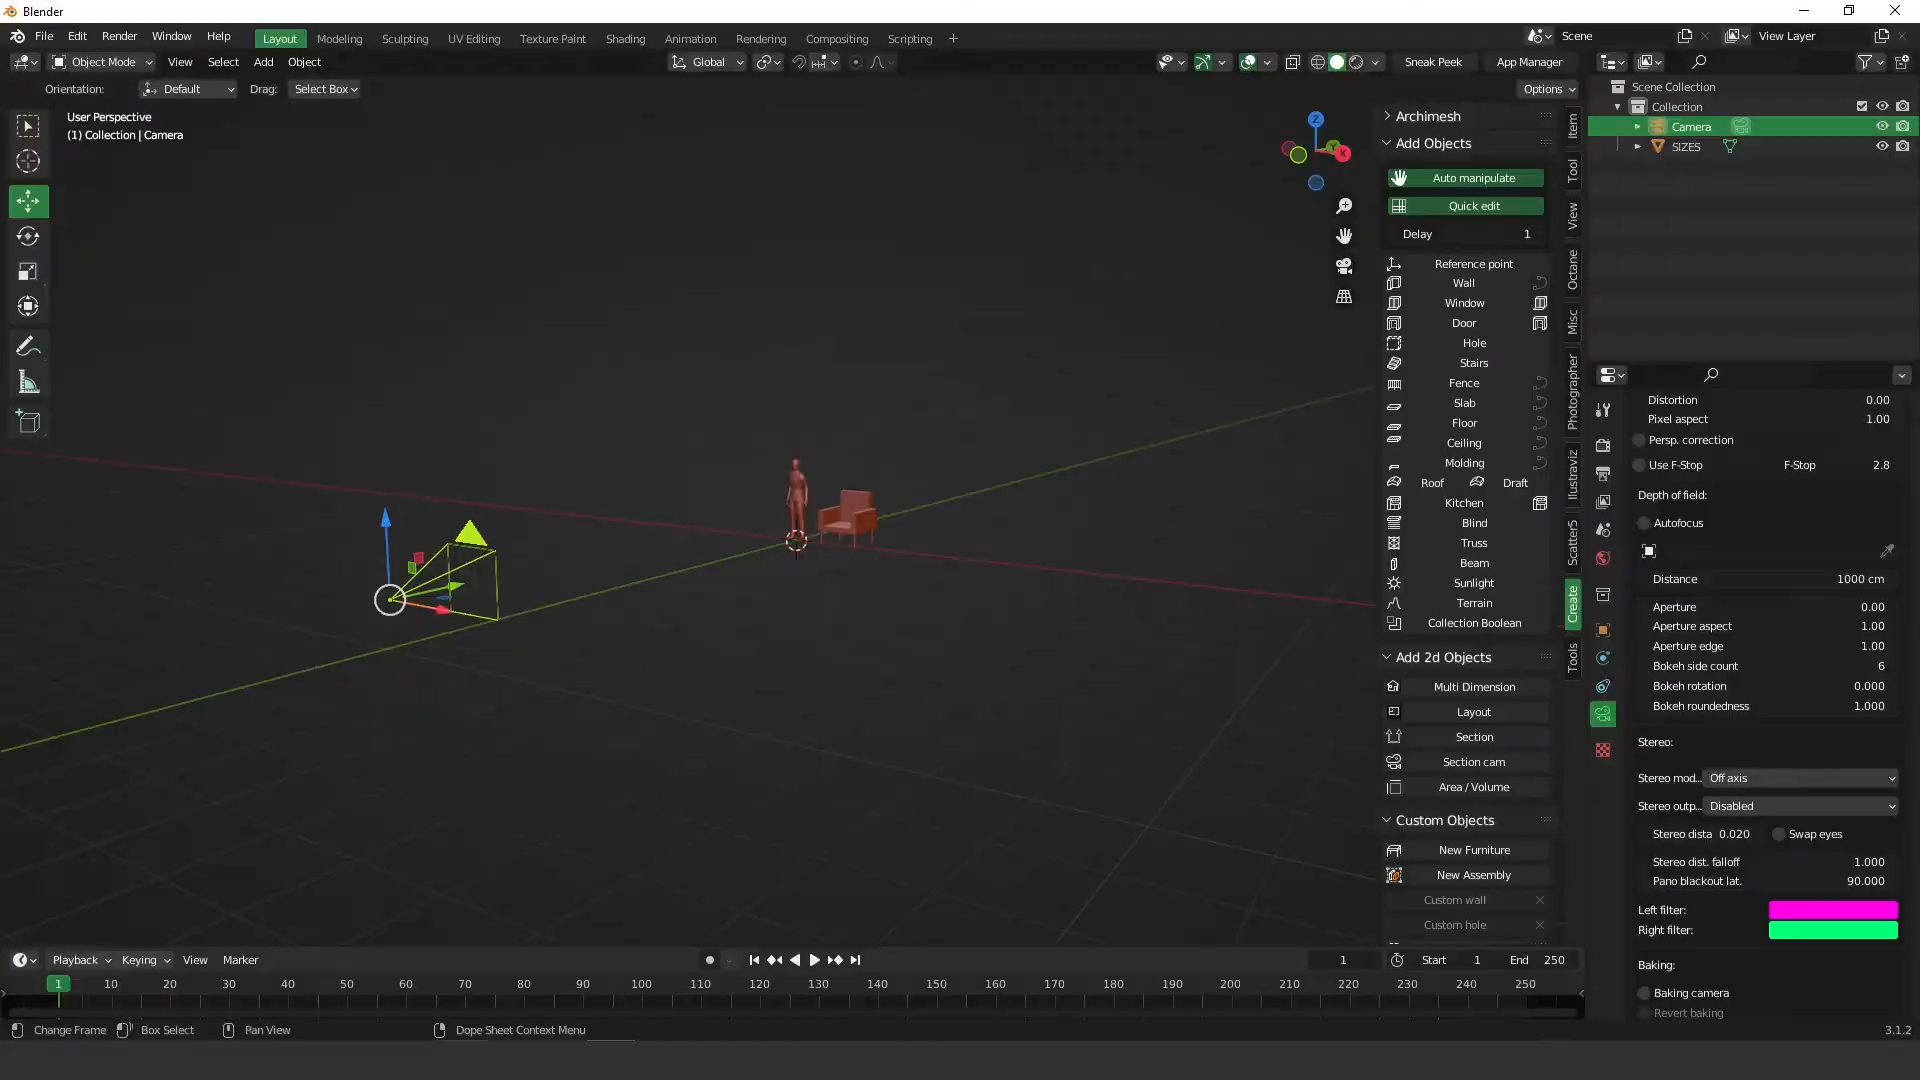 Blender
File Edit Render Window Help Layout Modeling Sculpting UV Editing Texture Paint Shading Animation Rendering Compositing Scripting + Scene View Layer
Object Mode View Select Add Object Global Sneak Peek App Manager
Orientation: Default Drag: Select Box Options
User Perspective
(1) Collection | Camera
Z
Y
X
Archimesh
Add Objects
Auto manipulate
Quick edit
Delay 1
Reference point
Wall
Window
Door
Hole
Stairs
Fence
Slab
Floor
Ceiling
Molding
Roof Draft
Kitchen
Blind
Truss
Beam
Sunlight
Terrain
Collection Boolean
Add 2d Objects
Multi Dimension
Layout
Section
Section cam
Area / Volume
Custom Objects
New Furniture
New Assembly
Custom wall
Custom hole
Item
Tool
View
Octane
Misc
Photographer
Illustraviz
Scatter5
Create
Tools
Scene Collection
Collection
Camera
SIZES
Distortion 0.00
Pixel aspect 1.00
Persp. correction
Use F-Stop F-Stop 2.8
Depth of field:
Autofocus
Distance 1000 cm
Aperture 0.00
Aperture aspect 1.00
Aperture edge 1.00
Bokeh side count 6
Bokeh rotation 0.000
Bokeh roundedness 1.000
Stereo:
Stereo mod... Off axis
Stereo outp... Disabled
Stereo dista 0.020 Swap eyes
Stereo dist. falloff 1.000
Pano blackout lat. 90.000
Left filter:
Right filter:
Baking:
Baking camera
Revert baking
Playback Keying View Marker 1 Start 1 End 250
1 10 20 30 40 50 60 70 80 90 100 110 120 130 140 150 160 170 180 190 200 210 220 230 240 250
Change Frame Box Select Pan View Dope Sheet Context Menu 3.1.2